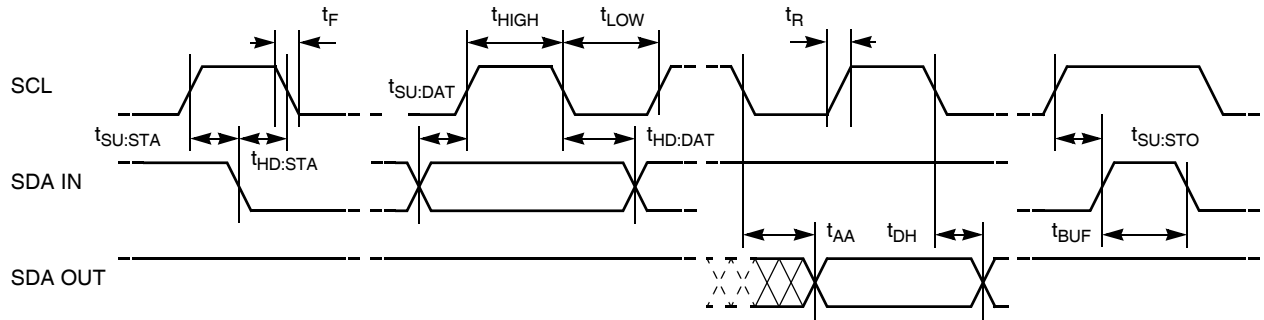 tF
tHIGH
tLOW
tR
SCL
tSU:DAT
tSU:STA
tHD:STA
tHD:DAT
tSU:STO
SDA IN
tAA
tDH
tBUF
SDA OUT